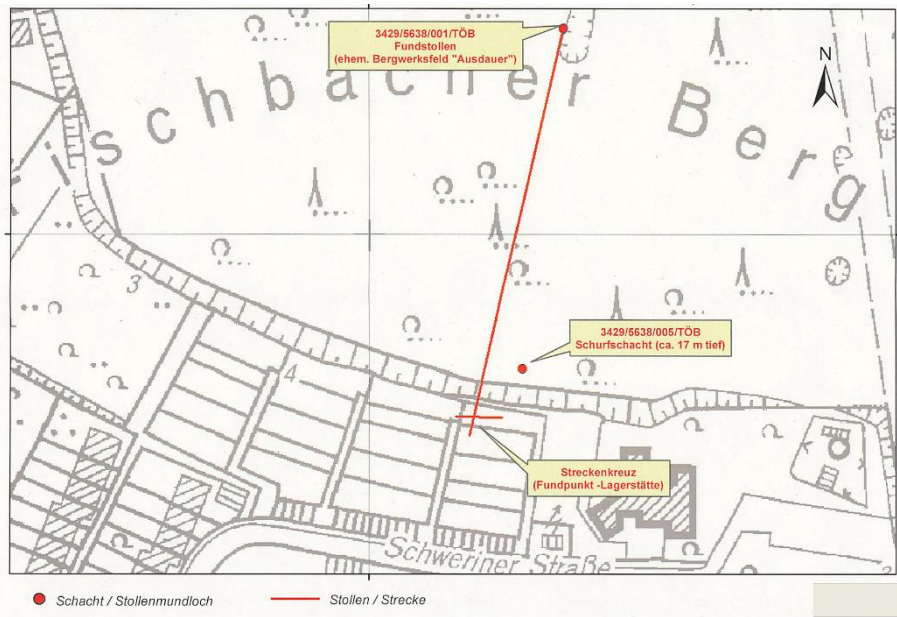 3429/5638/001/TÖB
Fundstollen
(ehem. Bergwerksfeld "Ausdauer")
N
schbacher Berg
3
3429/5638/005/TÖB
Schurfschacht (ca. 17 m tief)
4
Streckenkreuz
(Fundpunkt -Lagerstätte)
Schweriner Straße
Schacht / Stollenmundloch
Stollen / Strecke